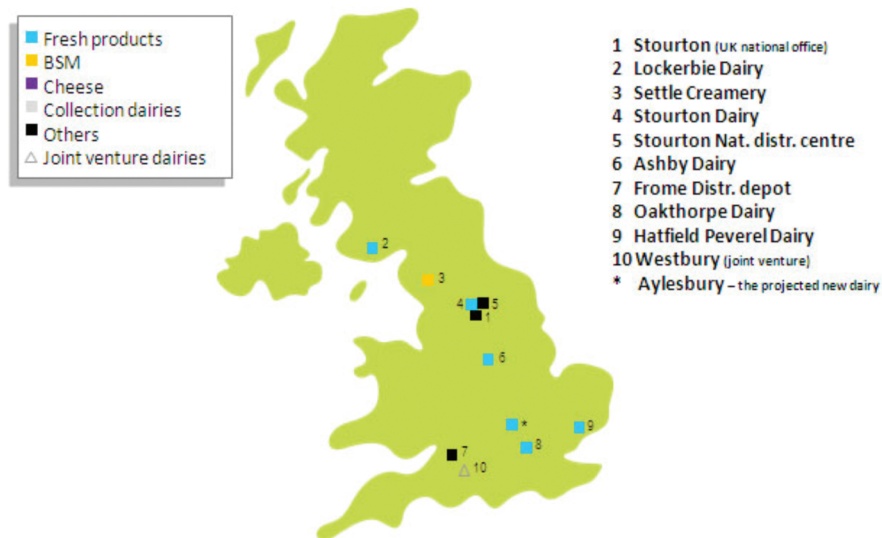 Fresh products
BSM
Cheese
Collection dairies
Others
Joint venture dairies
1 Stourton (UK national office)
2 Lockerbie Dairy
3 Settle Creamery
4 Stourton Dairy
5 Stourton Nat. distr. centre
6 Ashby Dairy
7 Frome Distr. depot
8 Oakthorpe Dairy
9 Hatfield Peverel Dairy
10 Westbury (joint venture)
* Aylesbury – the projected new dairy
2
3
4 5
1
6
* 9
8
7
10